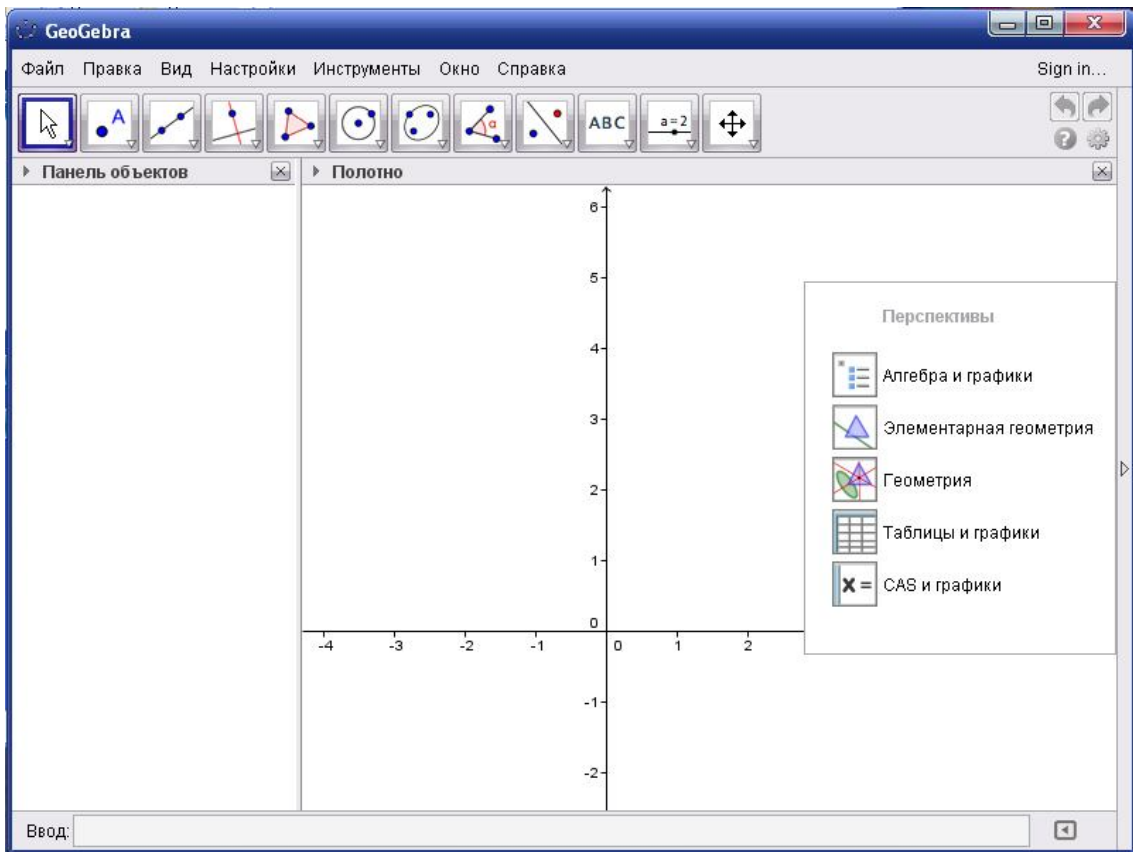 GeoGebra
Файл Правка Вид Настройки Инструменты Окно Справка Sign in...
A α ABC a=2
Панель объектов
Полотно
6
5
4
3
2
1
0
-4 -3 -2 -1 0 1 2
-1
-2
Перспективы
Алгебра и графики
Элементарная геометрия
Геометрия
Таблицы и графики
X = CAS и графики
Ввод: